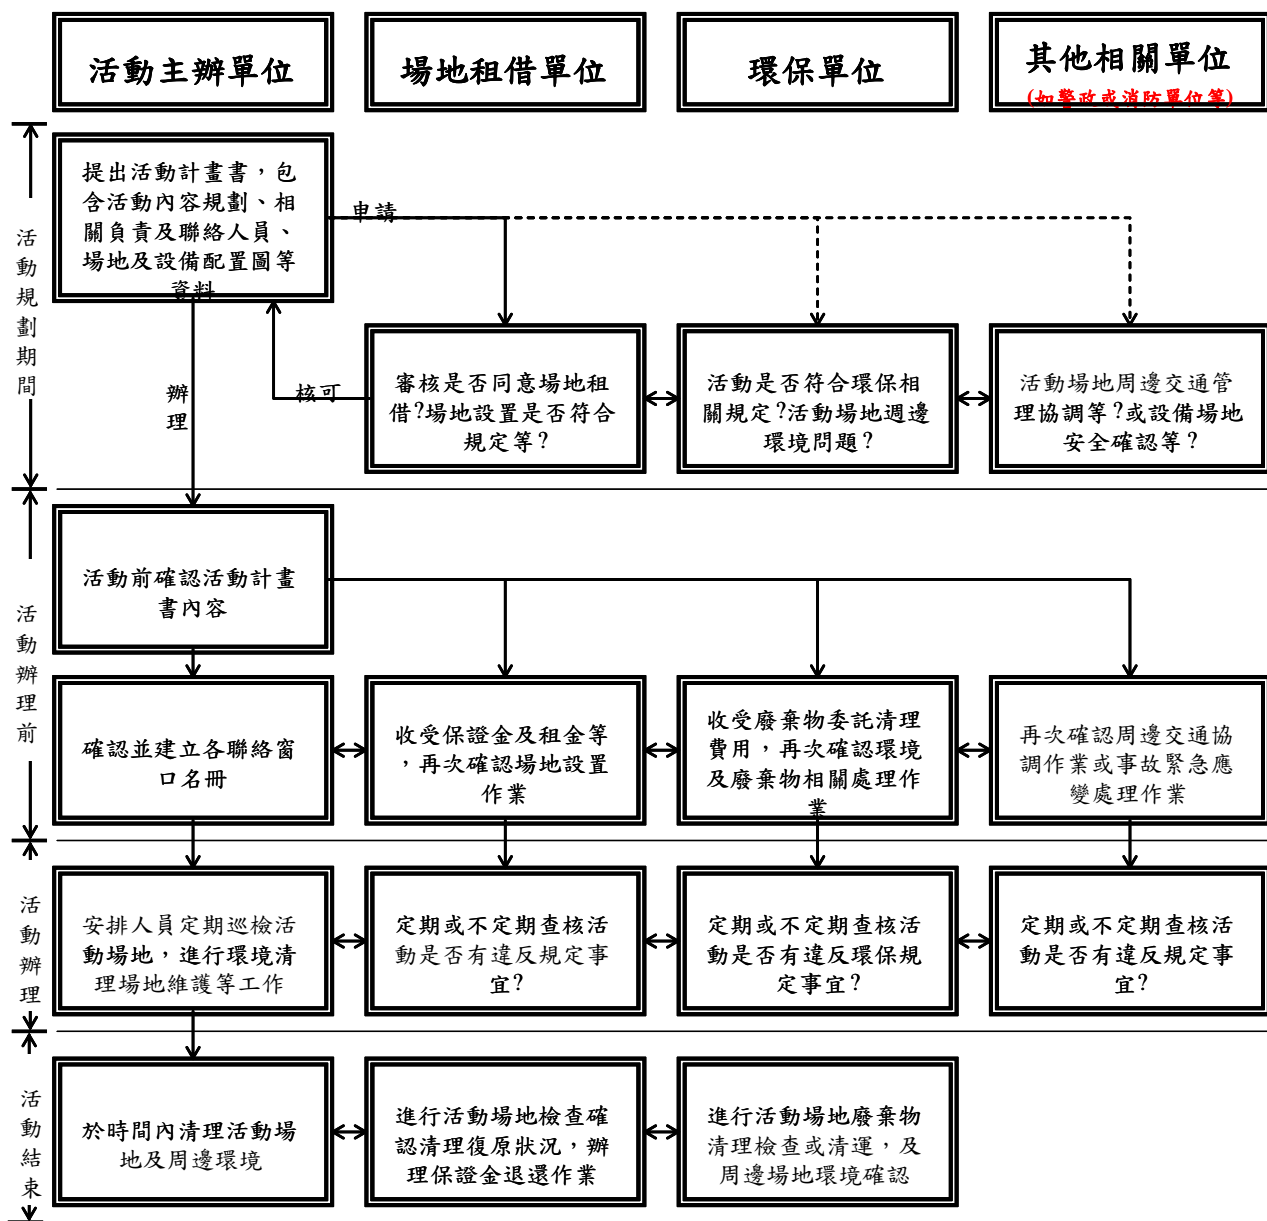 活動主辦單位
場地租借單位
環保單位
其他相關單位
(如警政或消防單位等)
活動規劃期間
提出活動計畫書，包
含活動內容規劃、相
關負責及聯絡人員、
場地及設備配置圖等
資料
申請
核可
辦理
審核是否同意場地租
借?場地設置是否符合
規定等?
活動是否符合環保相
關規定?活動場地週邊
環境問題?
活動場地周邊交通管
理協調等?或設備場地
安全確認等?
活動辦理前
活動前確認活動計畫
書內容
確認並建立各聯絡窗
口名冊
收受保證金及租金等
，再次確認場地設置
作業
收受廢棄物委託清理
費用，再次確認環境
及廢棄物相關處理作
業
再次確認周邊交通協
調作業或事故緊急應
變處理作業
活動辦理
安排人員定期巡檢活
動場地，進行環境清
理場地維護等工作
定期或不定期查核活
動是否有違反規定事
宜?
定期或不定期查核活
動是否有違反環保規
定事宜?
定期或不定期查核活
動是否有違反規定事
宜?
活動結束
於時間內清理活動場
地及周邊環境
進行活動場地檢查確
認清理復原狀況，辦
理保證金退還作業
進行活動場地廢棄物
清理檢查或清運，及
周邊場地環境確認